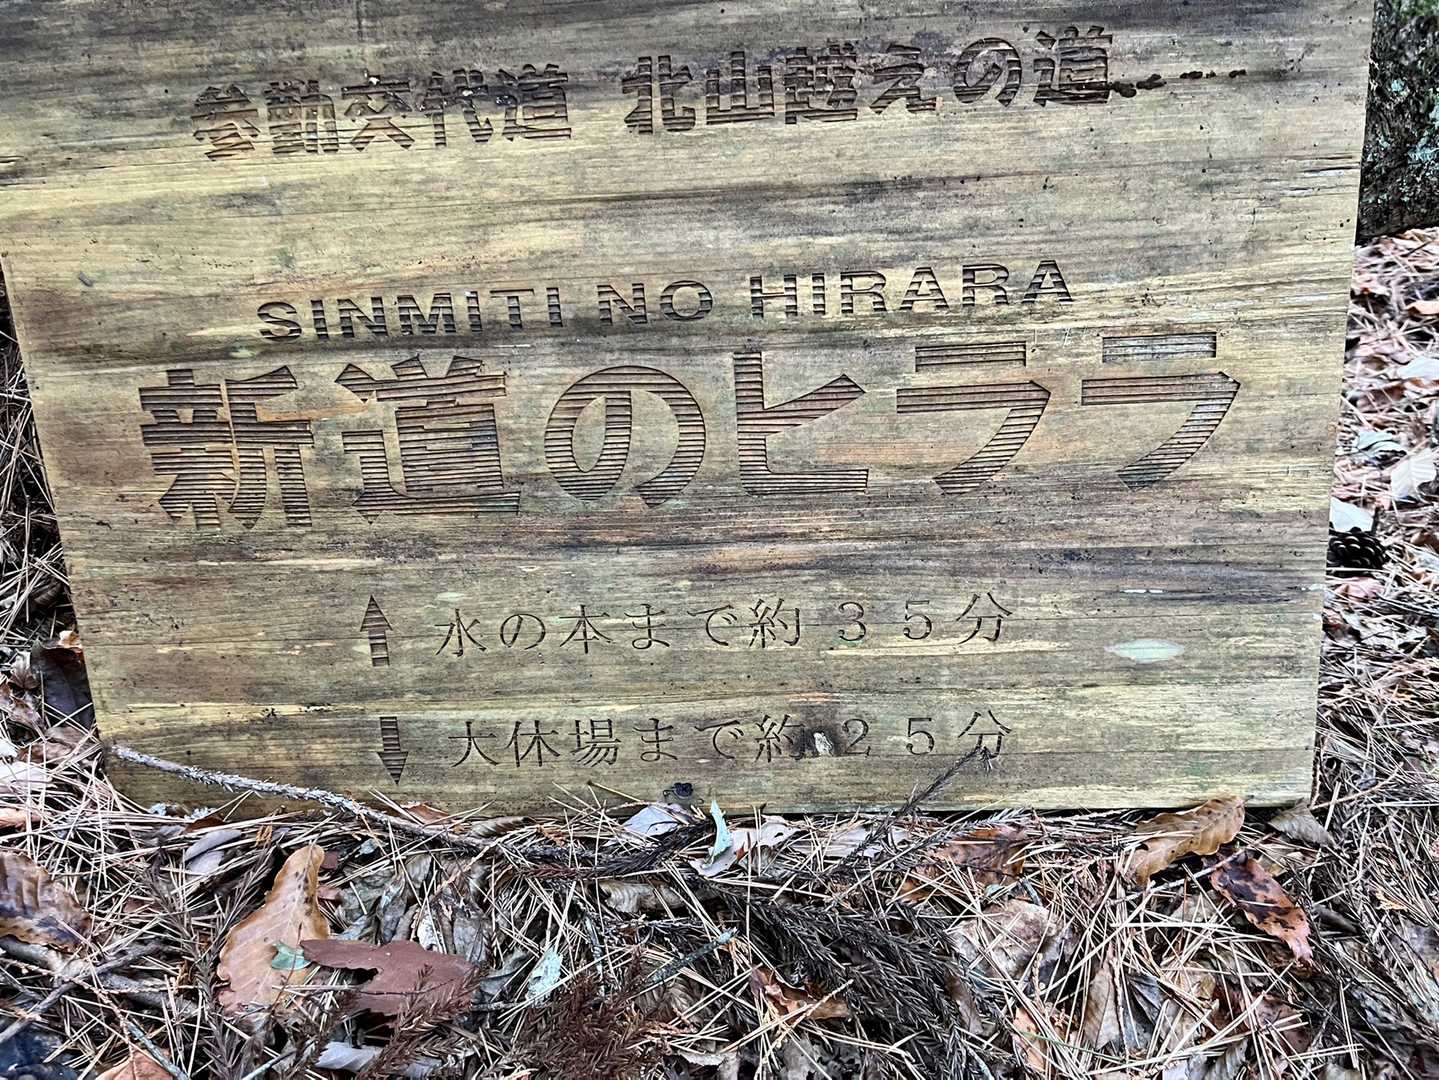 参勤交代道 北山越えの道
SINMITI NO HIRARA
新道のヒララ
↑ 水の本まで約35分
↓ 大休場まで約25分